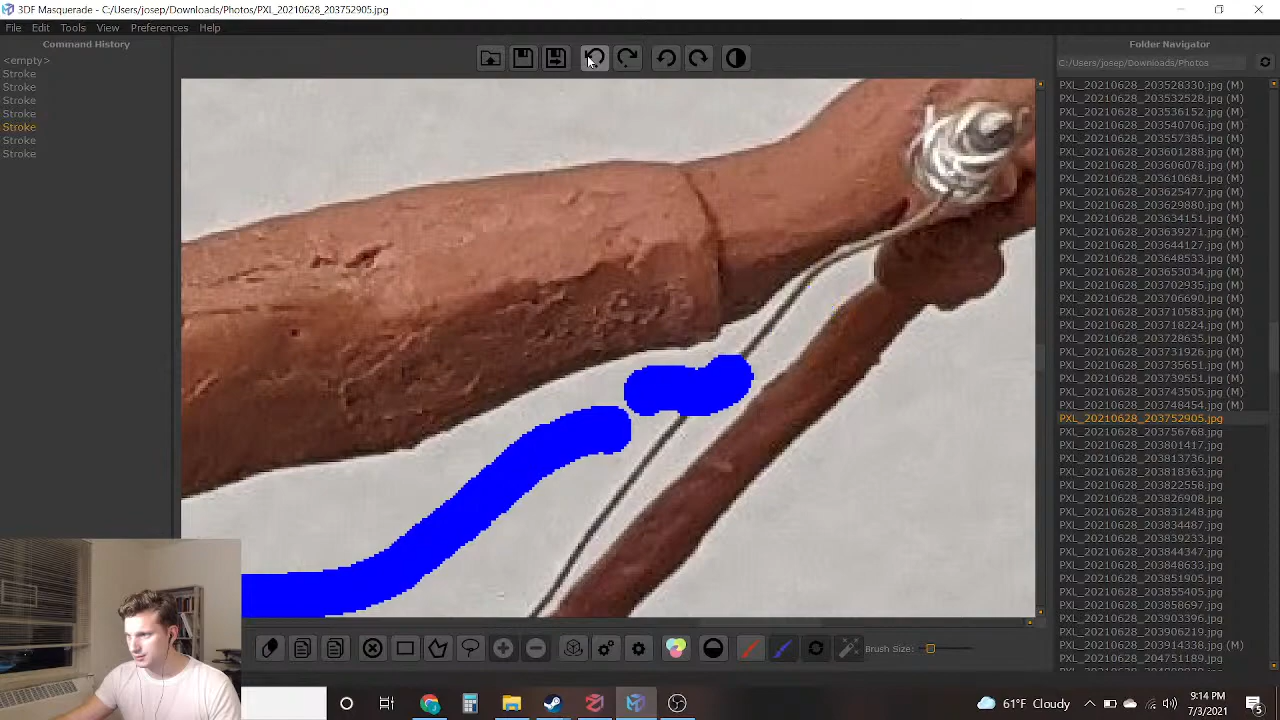 3DF Masquerade - C:/Users/josep/Downloads/Photos/PXL_20210628_203752905.jpg
File Edit Tools View Preferences Help
Command History
<empty>
Stroke
Stroke
Stroke
Stroke
Stroke
Stroke
Stroke
Folder Navigator
C:/Users/josep/Downloads/Photos
PXL_20210628_203528330.jpg (M)
PXL_20210628_203532528.jpg (M)
PXL_20210628_203536152.jpg (M)
PXL_20210628_203540706.jpg (M)
PXL_20210628_203557385.jpg (M)
PXL_20210628_203601288.jpg (M)
PXL_20210628_203606078.jpg (M)
PXL_20210628_203610681.jpg (M)
PXL_20210628_203625477.jpg (M)
PXL_20210628_203629880.jpg (M)
PXL_20210628_203634151.jpg (M)
PXL_20210628_203639271.jpg (M)
PXL_20210628_203644127.jpg (M)
PXL_20210628_203648533.jpg (M)
PXL_20210628_203653034.jpg (M)
PXL_20210628_203702935.jpg (M)
PXL_20210628_203706690.jpg (M)
PXL_20210628_203710583.jpg (M)
PXL_20210628_203718224.jpg (M)
PXL_20210628_203728635.jpg (M)
PXL_20210628_203731926.jpg (M)
PXL_20210628_203735651.jpg (M)
PXL_20210628_203739551.jpg (M)
PXL_20210628_203743505.jpg (M)
PXL_20210628_203748454.jpg (M)
PXL_20210628_203752905.jpg
PXL_20210628_203756768.jpg
PXL_20210628_203801417.jpg
PXL_20210628_203813736.jpg
PXL_20210628_203818363.jpg
PXL_20210628_203822558.jpg
PXL_20210628_203826908.jpg
PXL_20210628_203831248.jpg
PXL_20210628_203834487.jpg
PXL_20210628_203839233.jpg
PXL_20210628_203844347.jpg
PXL_20210628_203848633.jpg
PXL_20210628_203851905.jpg
PXL_20210628_203855405.jpg
PXL_20210628_203858697.jpg
PXL_20210628_203903396.jpg
PXL_20210628_203906219.jpg
PXL_20210628_203914338.jpg (M)
PXL_20210628_204751189.jpg
Brush Size:
61°F Cloudy
9:14 PM
7/3/2021
5